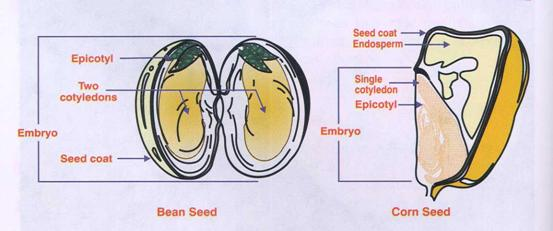 Epicotyl
Two
cotyledons
Embryo
Seed coat
Bean Seed
Seed coat
Endosperm
Single
cotyledon
Epicotyl
Embryo
Corn Seed